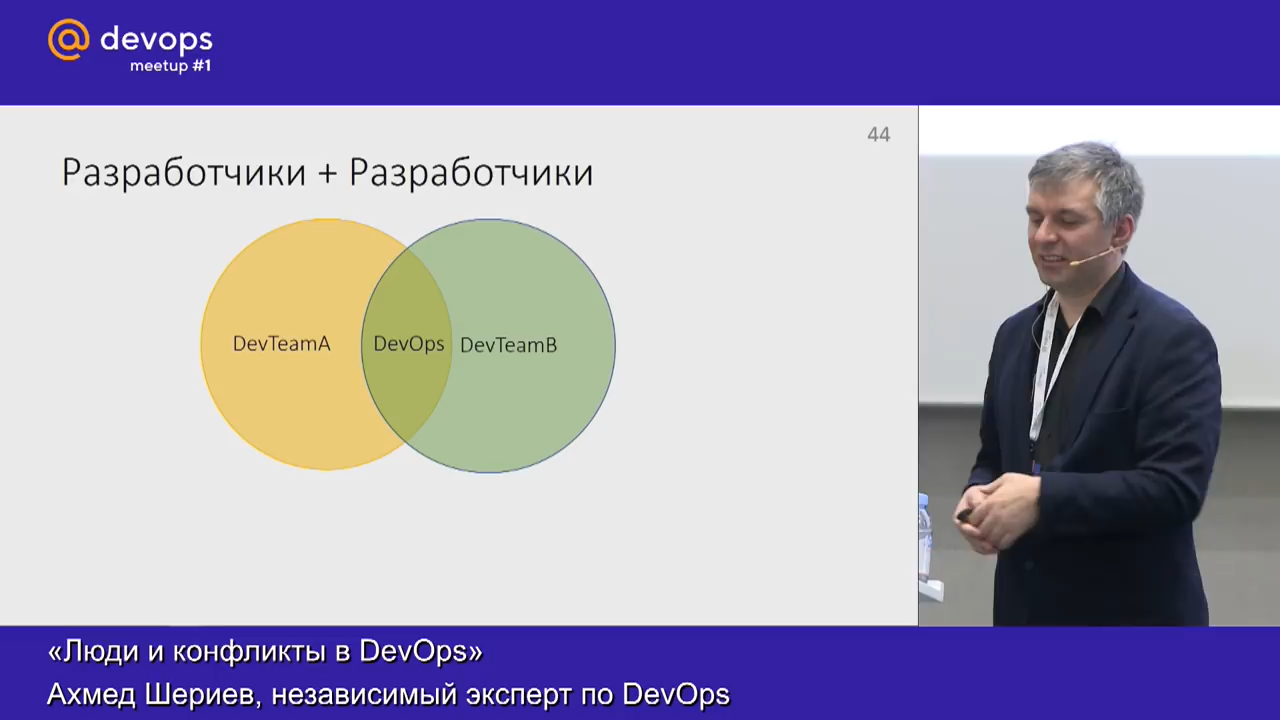 @ devops
meetup #1
44
Разработчики + Разработчики
DevTeamA
DevOps
DevTeamB
«Люди и конфликты в DevOps»
Ахмед Шериев, независимый эксперт по DevOps